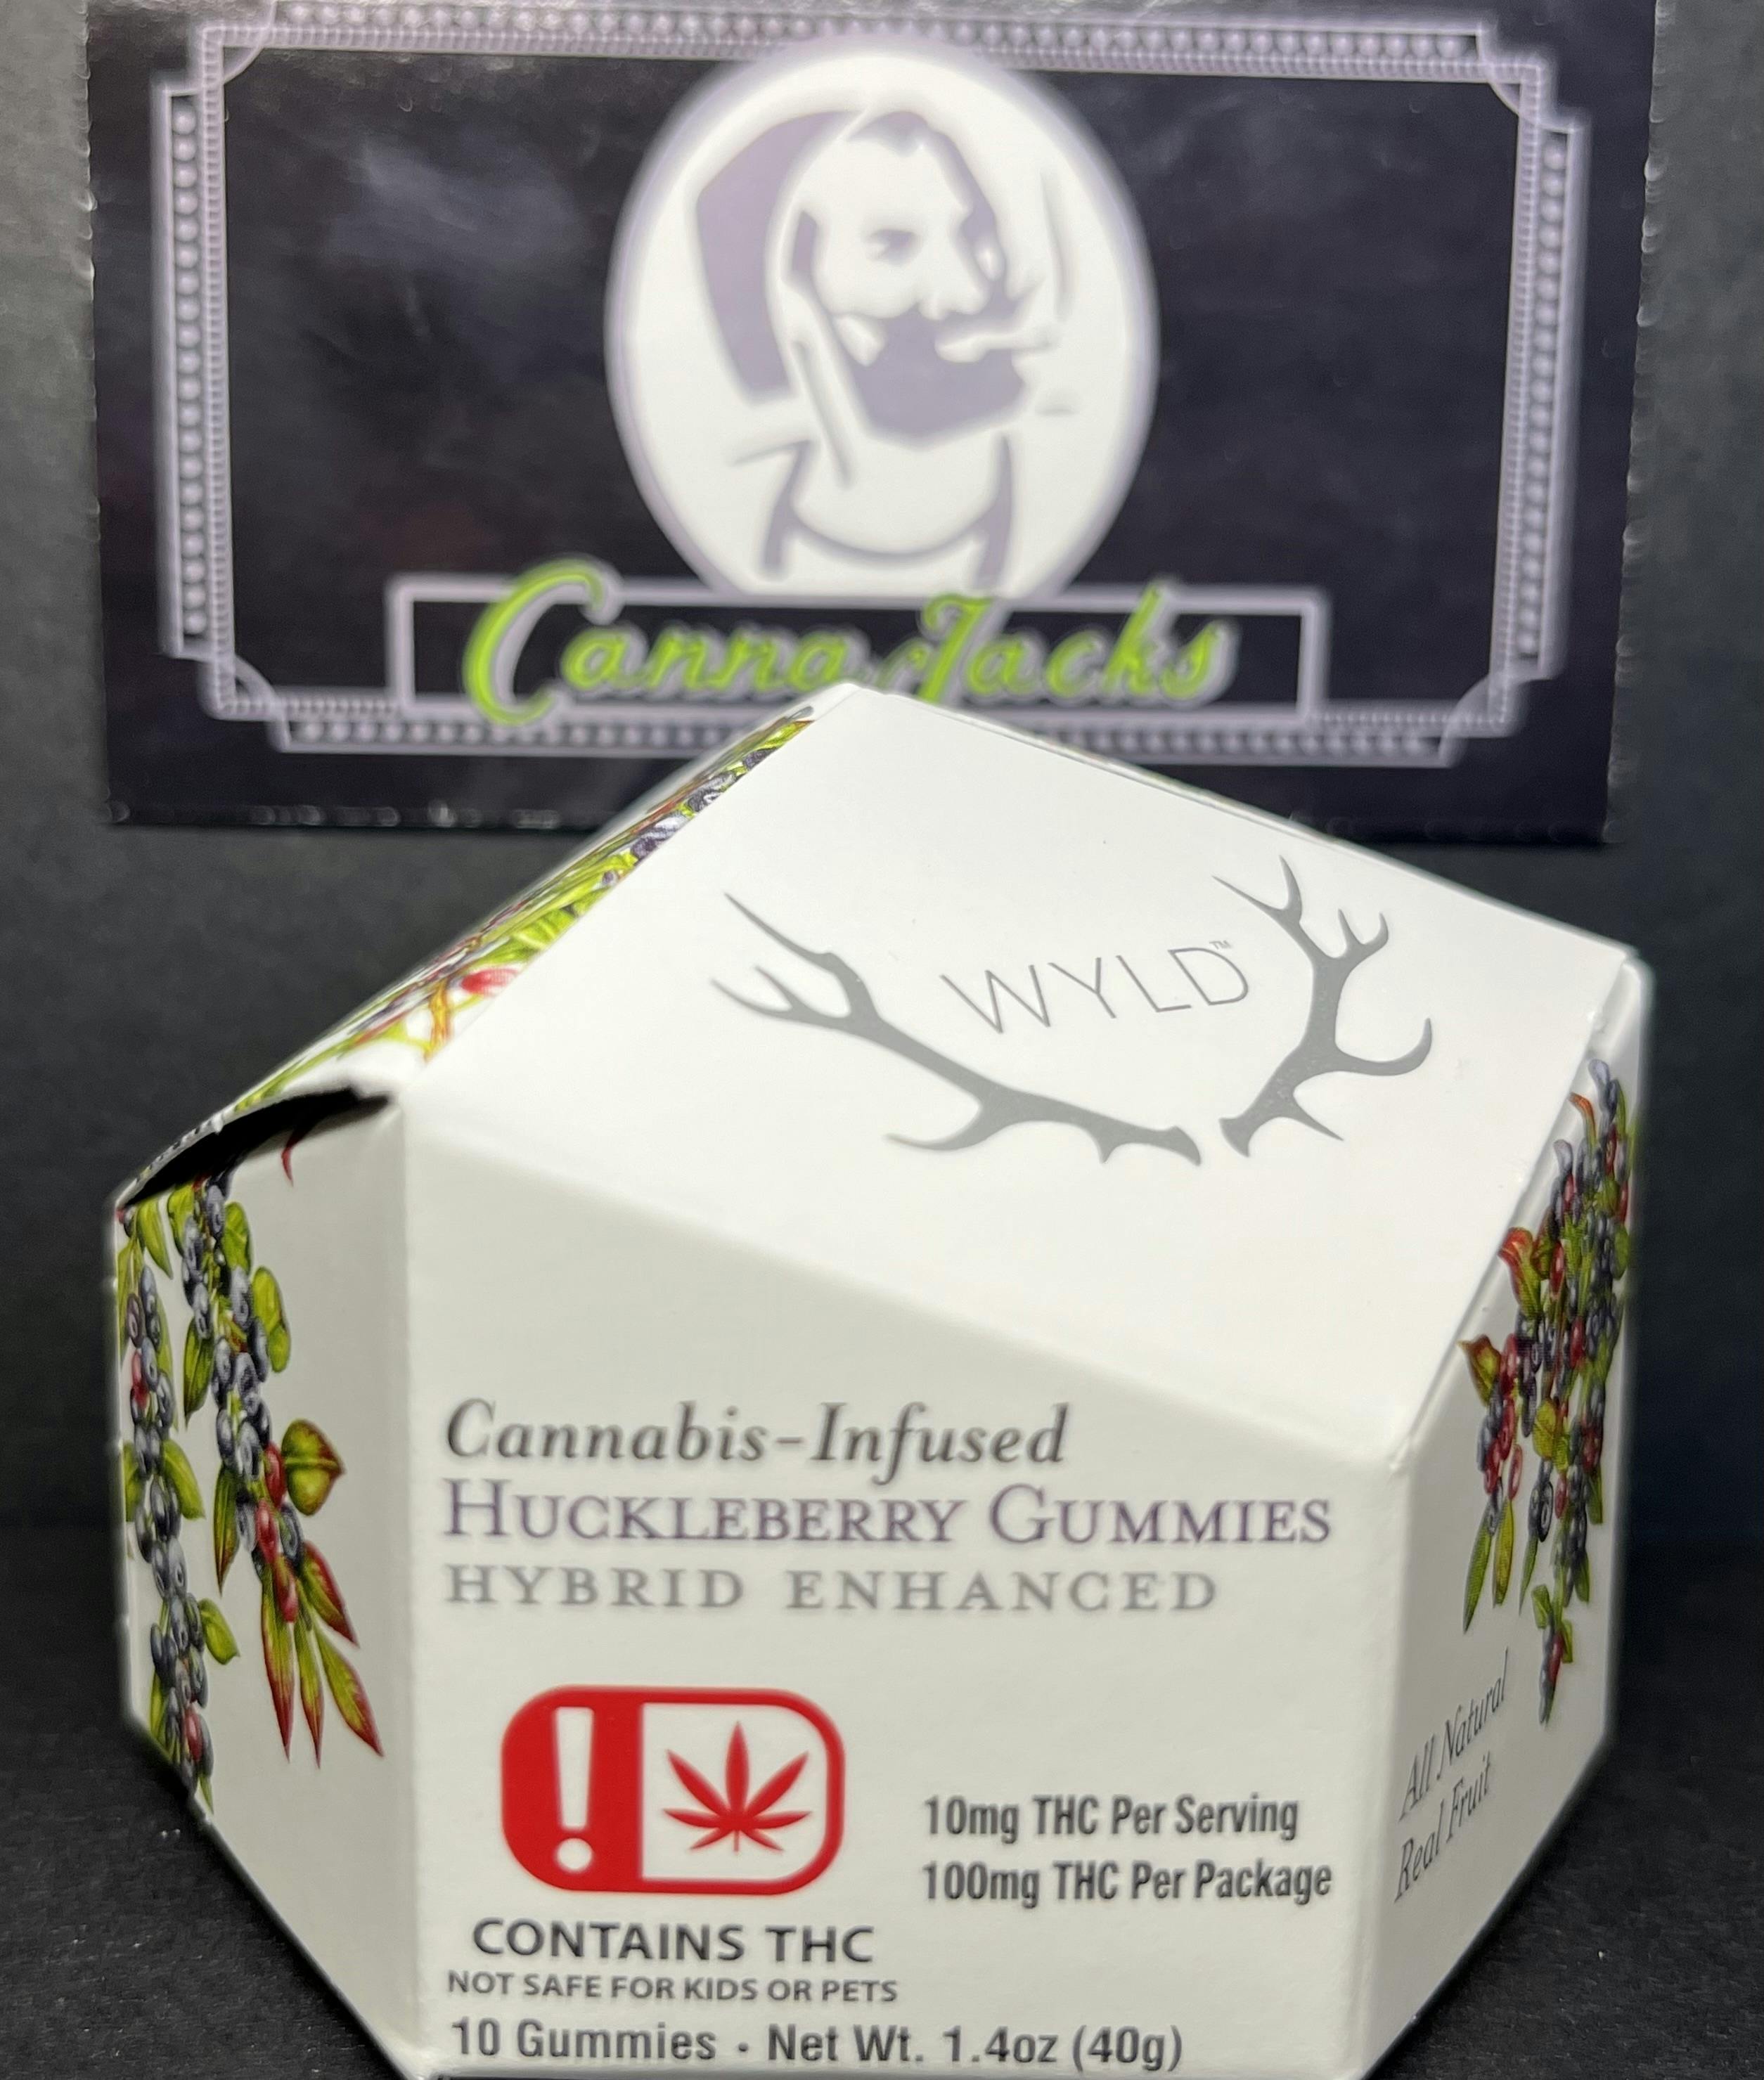 Canna Jacks
WYLD™
Cannabis-Infused
HUCKLEBERRY GUMMIES
HYBRID ENHANCED
!
10mg THC Per Serving
100mg THC Per Package
CONTAINS THC
NOT SAFE FOR KIDS OR PETS
10 Gummies • Net Wt. 1.4oz (40g)
All Natural
Real Fruit